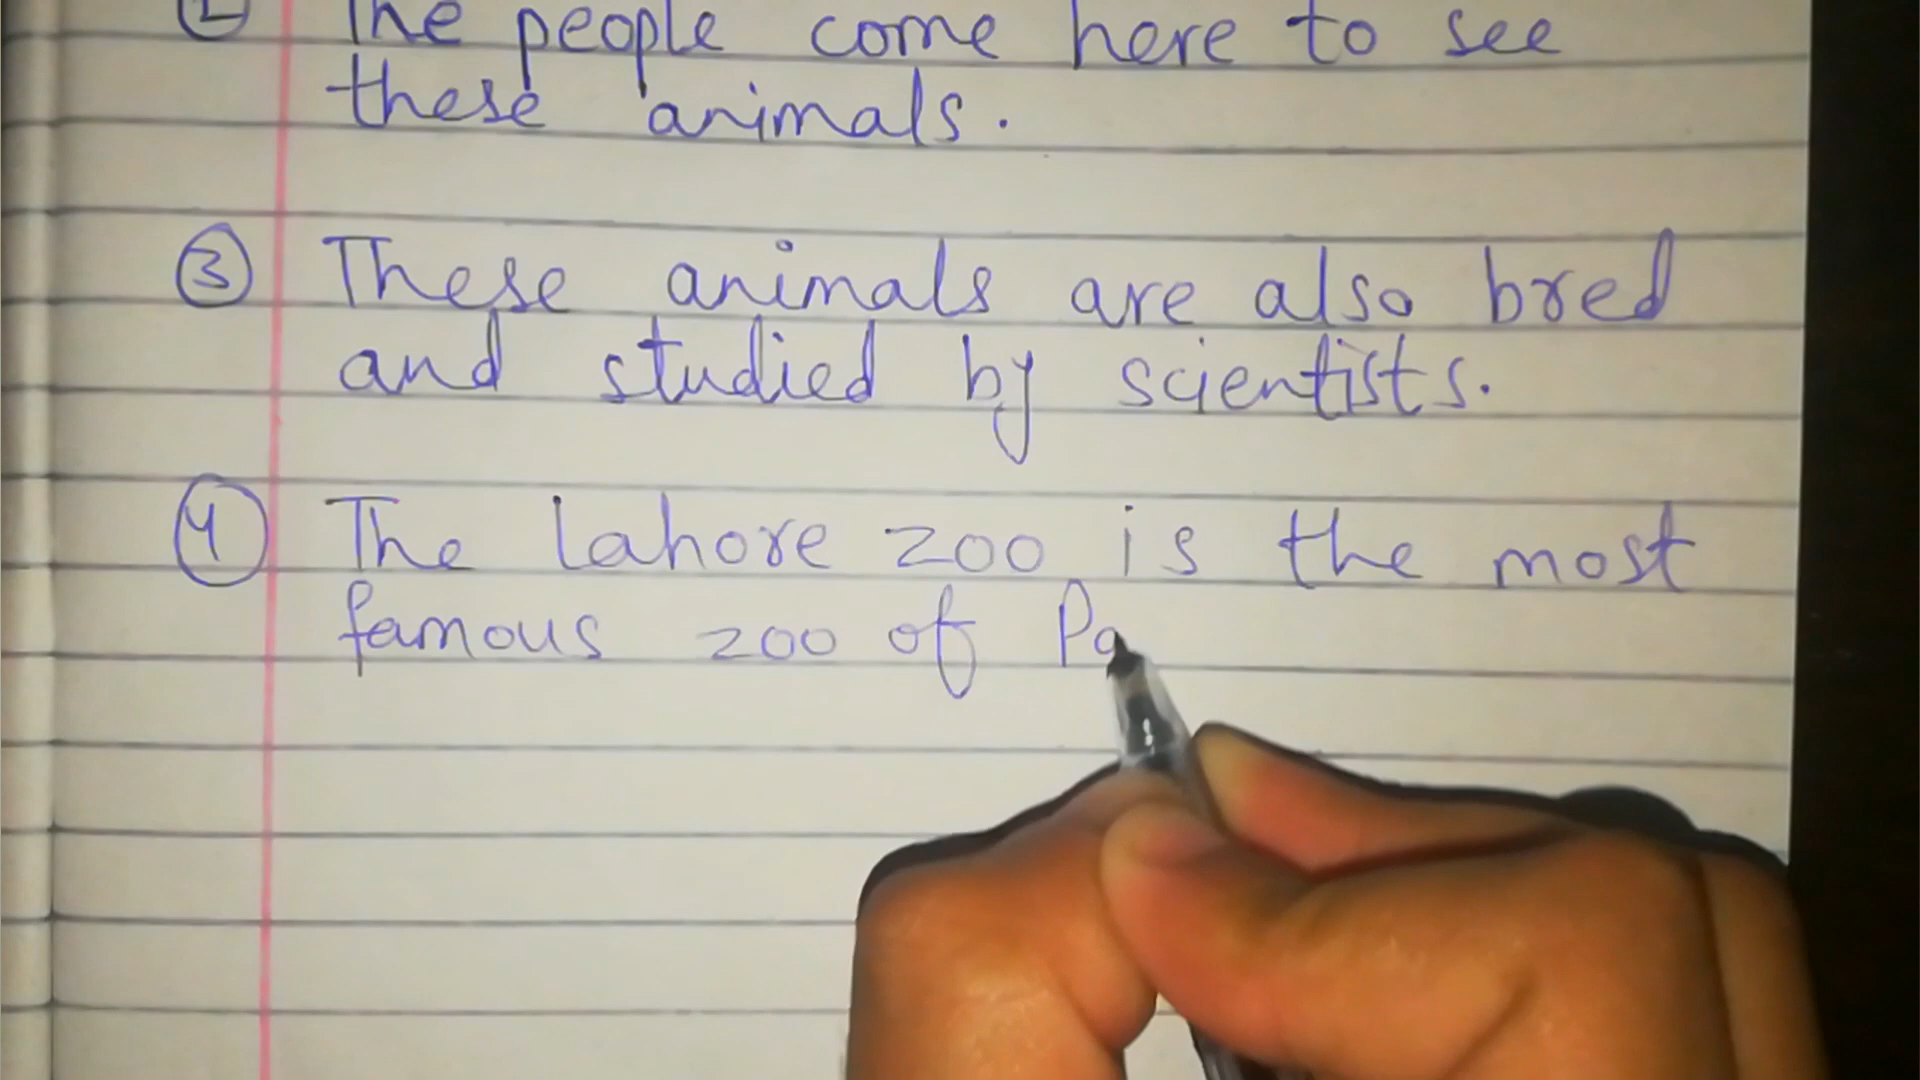 ② The people come here to see
these animals.
③ These animals are also bred
and studied by scientists.
④ The Lahore zoo is the most
famous zoo of Pa